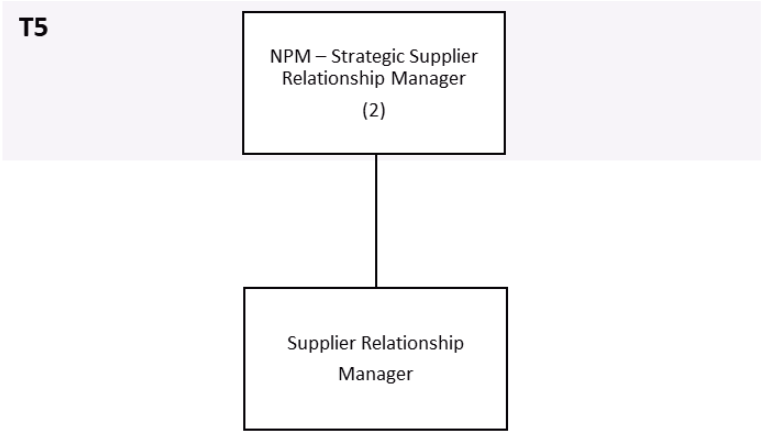 T5
NPM – Strategic Supplier
Relationship Manager
(2)
Supplier Relationship
Manager